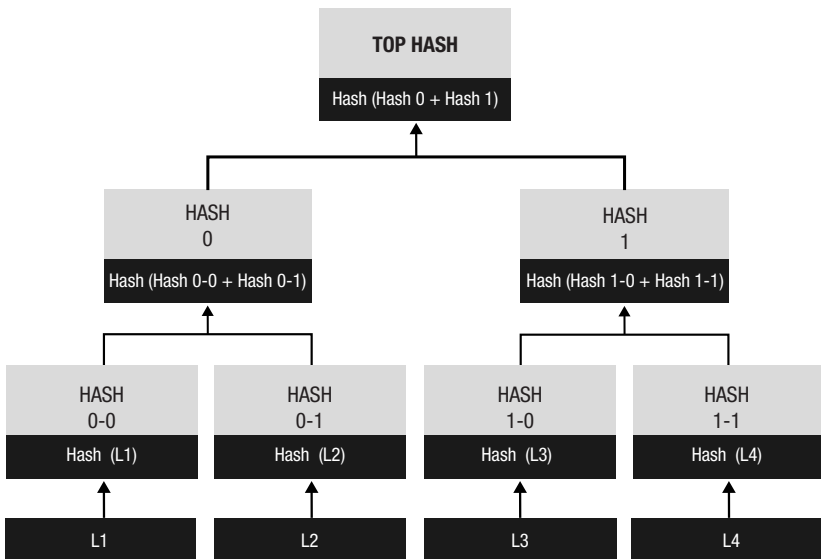 TOP HASH
Hash (Hash 0 + Hash 1)
HASH
0
Hash (Hash 0-0 + Hash 0-1)
HASH
1
Hash (Hash 1-0 + Hash 1-1)
HASH
0-0
Hash (L1)
HASH
0-1
Hash (L2)
HASH
1-0
Hash (L3)
HASH
1-1
Hash (L4)
L1
L2
L3
L4